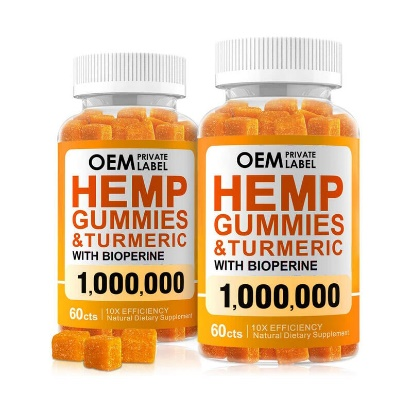 OEM PRIVATE LABEL
HEMP
GUMMIES
&TURMERIC
WITH BIOPERINE
1,000,000
60cts
10X EFFICIENCY
Natural Dietary Supplement
OEM PRIVATE LABEL
HEMP
GUMMIES
&TURMERIC
WITH BIOPERINE
1,000,000
60cts
10X EFFICIENCY
Natural Dietary Supplement